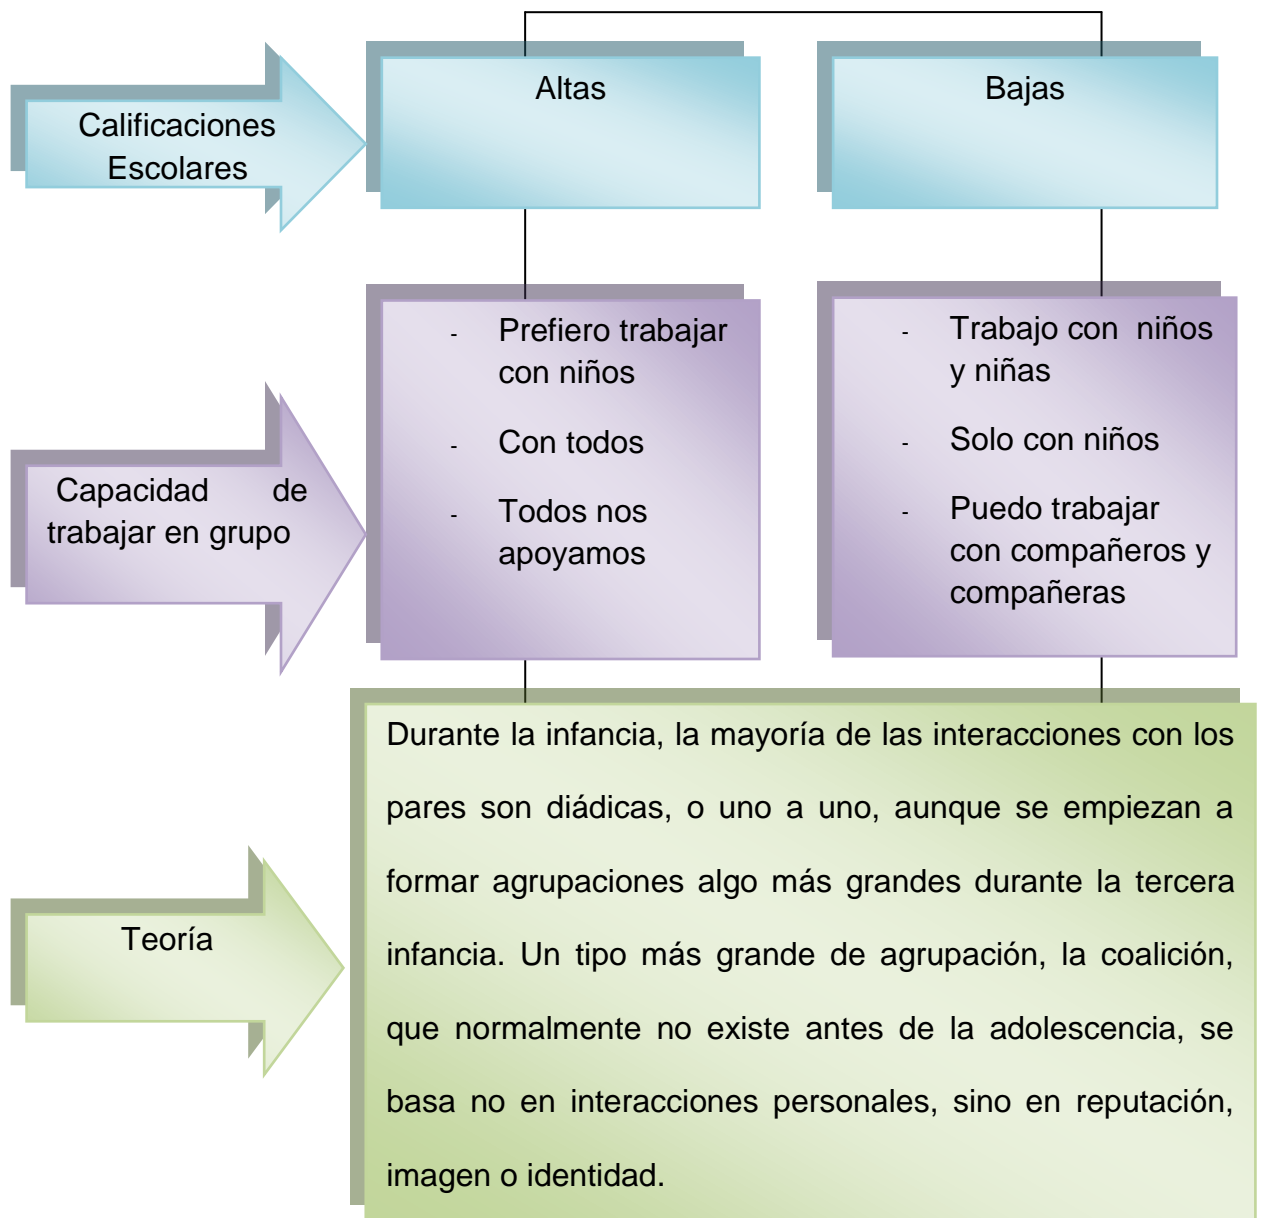 Calificaciones
Escolares
Altas
Bajas
Capacidad de
trabajar en grupo
- Prefiero trabajar
con niños
- Con todos
- Todos nos
apoyamos
- Trabajo con niños
y niñas
- Solo con niños
- Puedo trabajar
con compañeros y
compañeras
Teoría
Durante la infancia, la mayoría de las interacciones con los
pares son diádicas, o uno a uno, aunque se empiezan a
formar agrupaciones algo más grandes durante la tercera
infancia. Un tipo más grande de agrupación, la coalición,
que normalmente no existe antes de la adolescencia, se
basa no en interacciones personales, sino en reputación,
imagen o identidad.